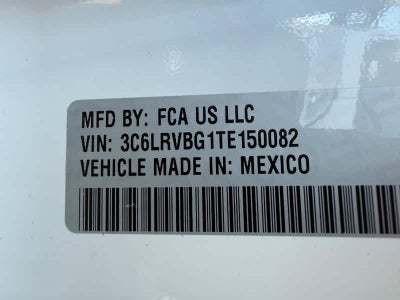 MFD BY: FCA US LLC
VIN: 3C6LRVBG1TE150082
VEHICLE MADE IN: MEXICO